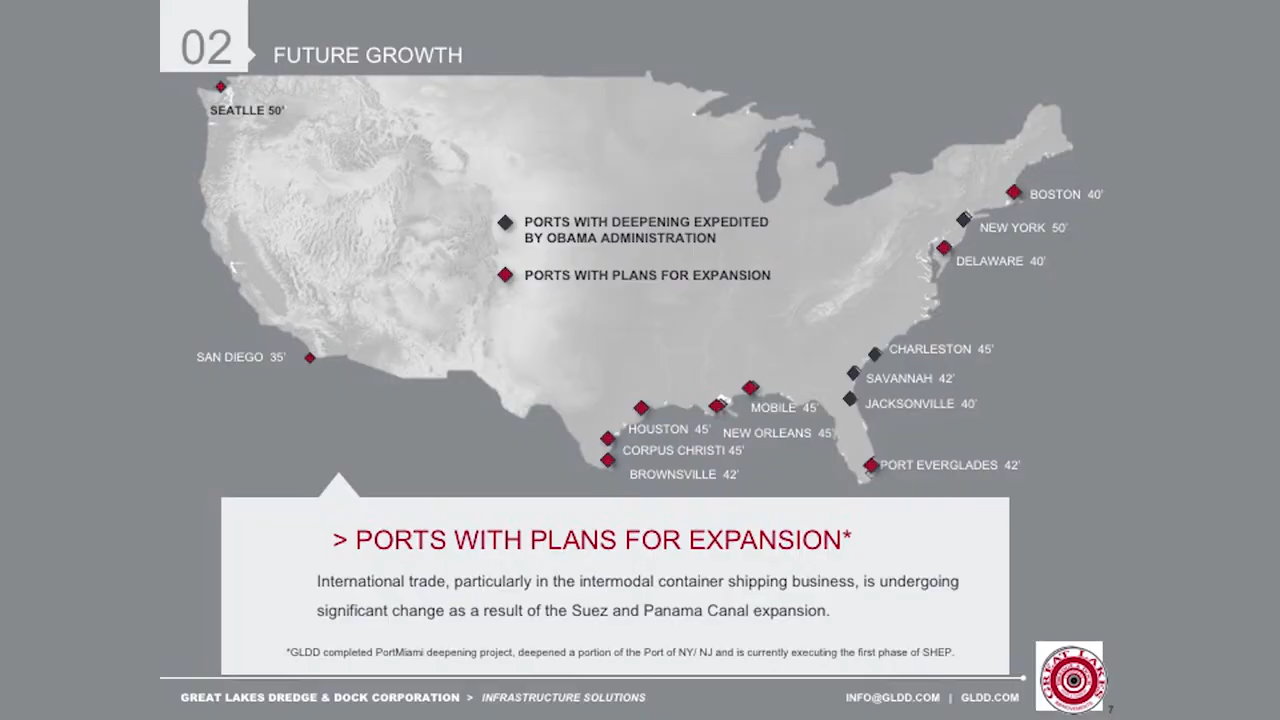 02
FUTURE GROWTH
SEATLLE 50'
PORTS WITH DEEPENING EXPEDITED
BY OBAMA ADMINISTRATION
PORTS WITH PLANS FOR EXPANSION
BOSTON 40'
NEW YORK 50'
DELAWARE 40'
SAN DIEGO 35'
CHARLESTON 45'
SAVANNAH 42'
JACKSONVILLE 40'
MOBILE 45'
HOUSTON 45'
NEW ORLEANS 45'
CORPUS CHRISTI 45'
PORT EVERGLADES 42'
BROWNSVILLE 42'
> PORTS WITH PLANS FOR EXPANSION*
International trade, particularly in the intermodal container shipping business, is undergoing
significant change as a result of the Suez and Panama Canal expansion.
*GLDD completed PortMiami deepening project, deepened a portion of the Port of NY/ NJ and is currently executing the first phase of SHEP.
GREAT LAKES DREDGE & DOCK CORPORATION > INFRASTRUCTURE SOLUTIONS
INFO@GLDD.COM | GLDD.COM
GREAT LAKES
7